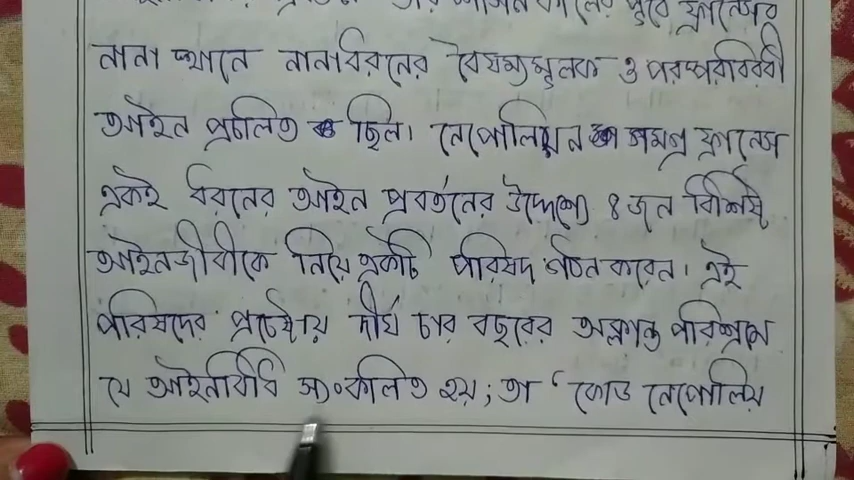 শাসনকালের পূর্বে ফ্রান্সের
নানা স্থানে নানাধরনের বৈষম্যমূলক ও পরস্পরবিরোধী
আইন প্রচলিত ছিল। নেপোলিয়ন সমগ্র ফ্রান্সে
একই ধরনের আইন প্রবর্তনের উদ্দেশ্যে ৪ জন বিশিষ্ট
আইনজীবীকে নিয়ে একটি পরিষদ গঠন করেন। এই
পরিষদের প্রচেষ্টায় দীর্ঘ চার বছরের অক্লান্ত পরিশ্রমে
যে আইনবিধি সংকলিত হয়; তা ‘কোড নেপোলিয়